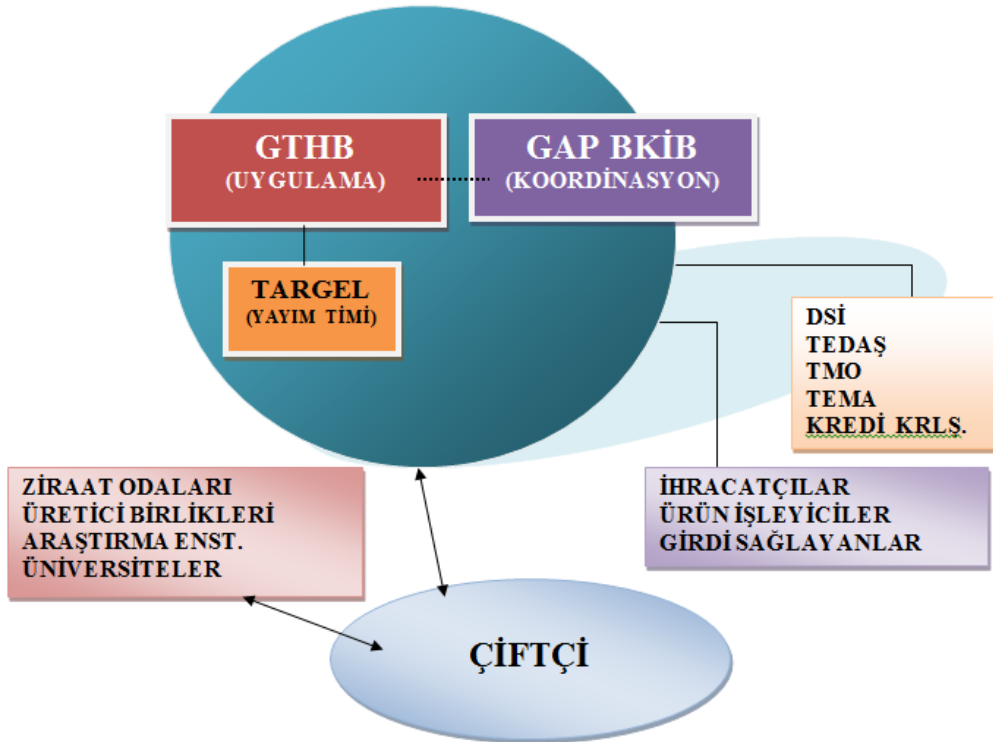 GTHB
(UYGULAMA)
GAP BKİB
(KOORDİNASYON)
TARGEL
(YAYIM TİMİ)
DSİ
TEDAŞ
TMO
TEMA
KREDİ KRLŞ.
ZİRAAT ODALARI
ÜRETİCİ BİRLİKLERİ
ARAŞTIRMA ENST.
ÜNİVERSİTELER
İHRACATÇILAR
ÜRÜN İŞLEYİCİLER
GİRDİ SAĞLAYANLAR
ÇİFTÇİ